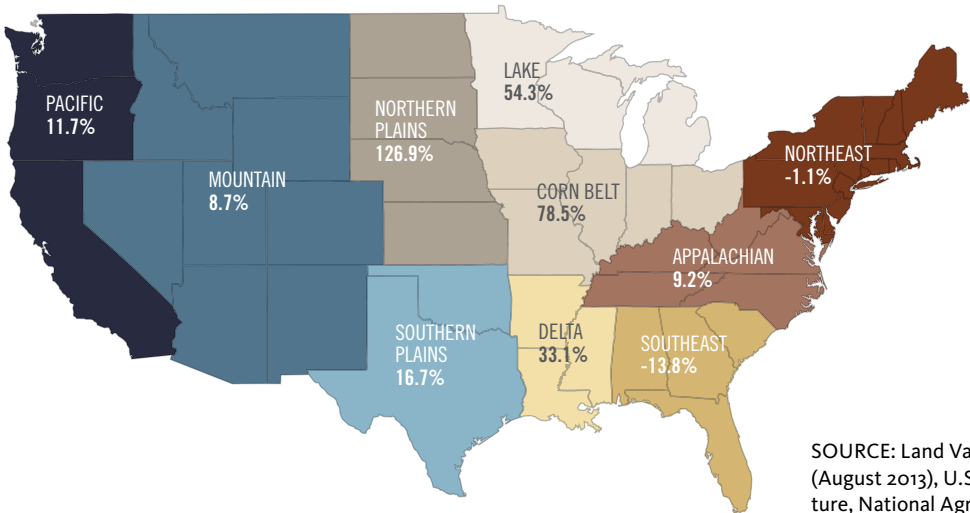 PACIFIC
11.7%
MOUNTAIN
8.7%
NORTHERN
PLAINS
126.9%
LAKE
54.3%
CORN BELT
78.5%
NORTHEAST
-1.1%
APPALACHIAN
9.2%
SOUTHERN
PLAINS
16.7%
DELTA
33.1%
SOUTHEAST
-13.8%
SOURCE: Land Va
(August 2013), U.S
ture, National Agr